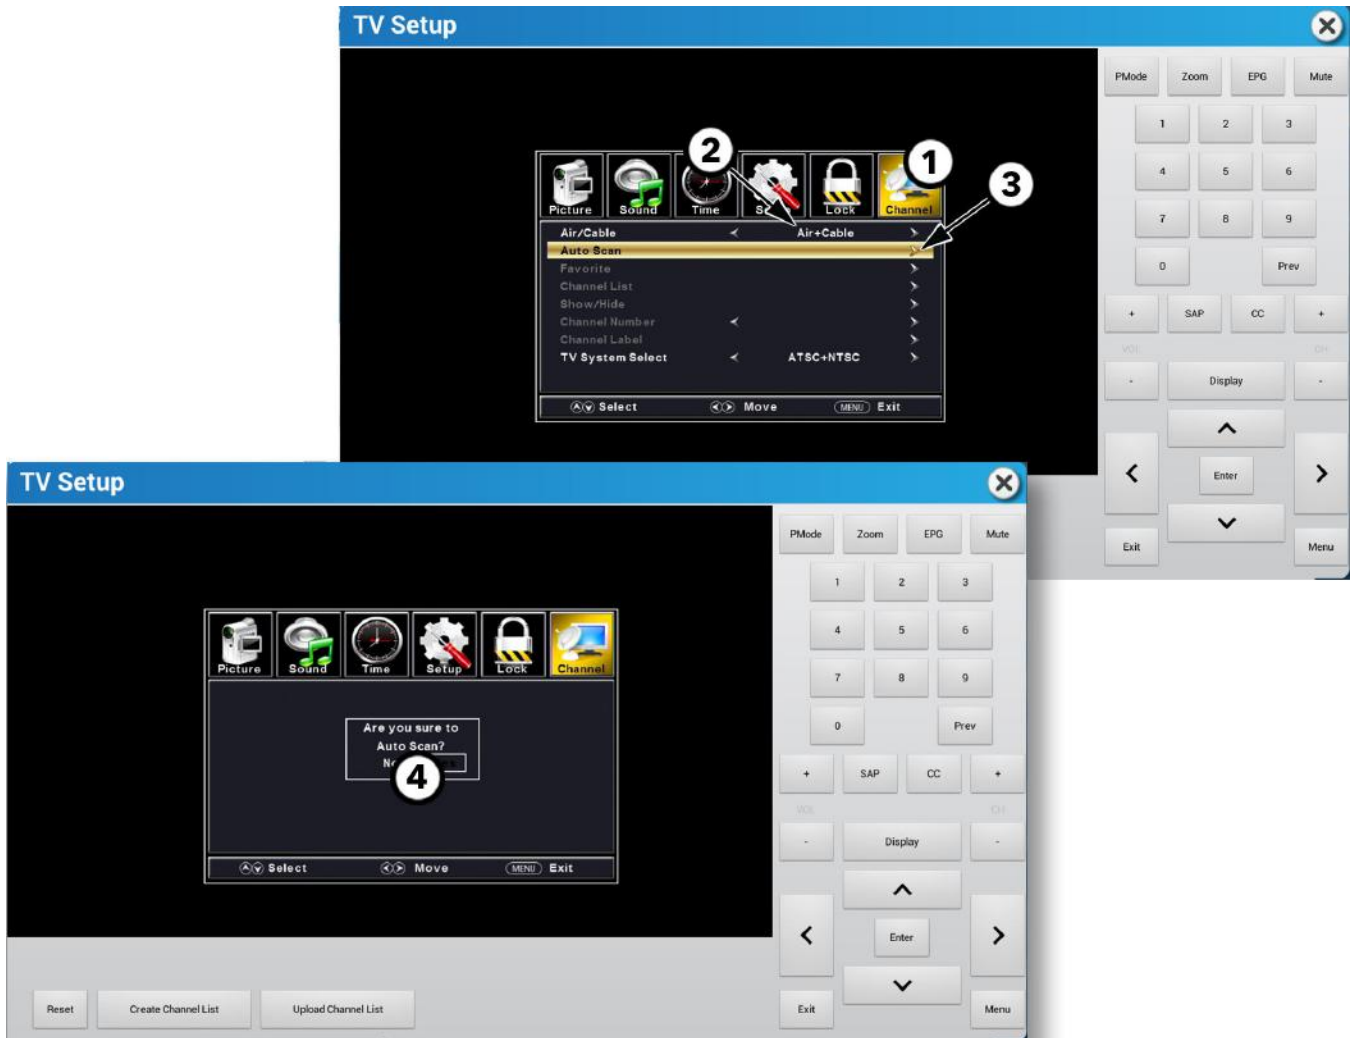 TV Setup
PMode Zoom EPG Mute
1 2 3
2 1
3
4 5 6
Picture Sound Time Lock Channel
7 8 9
Air/Cable Air+Cable
Auto Scan
Favorite
0 Prev
Channel List
Show/Hide
+ SAP CC +
Channel Number
Channel Label
VOL CH
TV System Select ATSC+NTSC
- Display -
Select Move MENU Exit
Enter
Exit Menu
TV Setup
PMode Zoom EPG Mute
1 2 3
4 5 6
Picture Sound Time Setup Lock Channel
7 8 9
Are you sure to
Auto Scan?
0 Prev
4
+ SAP CC +
VOL CH
- Display -
Select Move MENU Exit
Enter
Reset Create Channel List Upload Channel List
Exit Menu